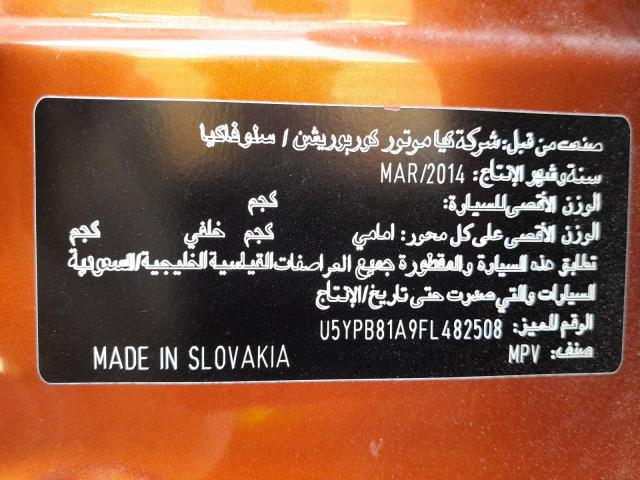 صنعت من قبل: شركة كيا موتور كوربوريشن / سلوفاكيا
سنة وشهر الإنتاج: MAR/2014
الوزن الأقصى للسيارة: كجم
الوزن الأقصى على كل محور: امامي كجم خلفي كجم
تطابق هذه السيارة والمقطورة جميع المراصفات القياسية الخليجية/السعودية
السيارات والتي صدرت حتى تاريخ/الإنتاج
الرقم المميز: U5YPB81A9FL482508
صنف: MPV
MADE IN SLOVAKIA